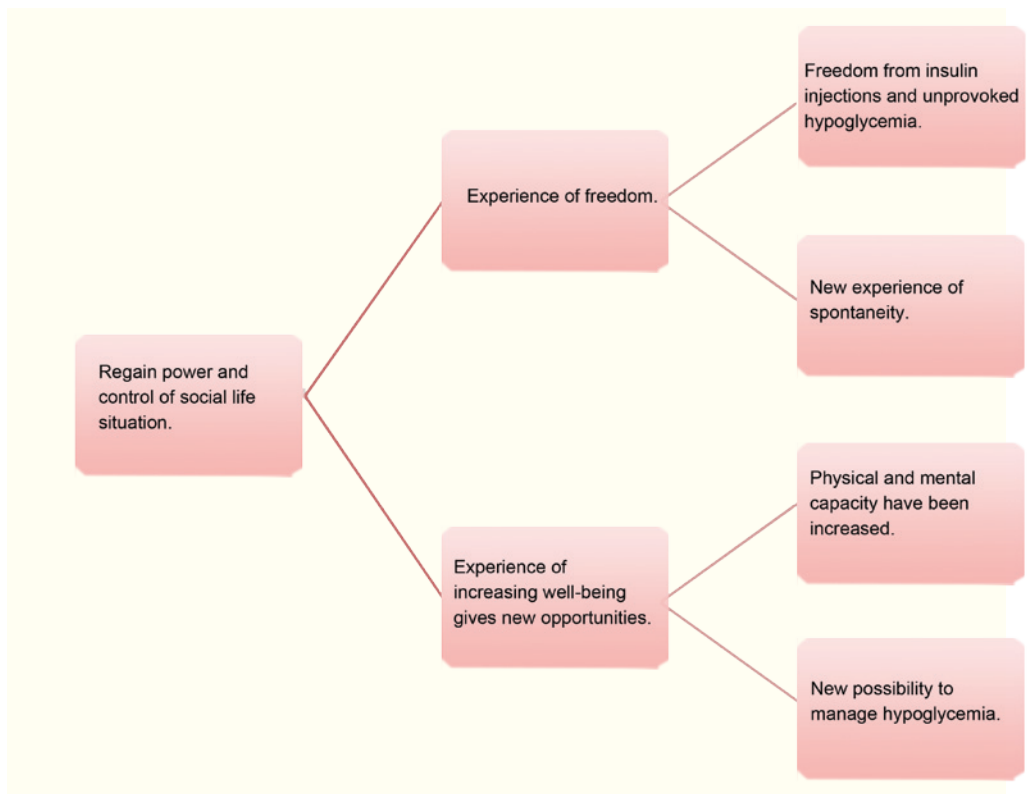 Freedom from insulin
injections and unprovoked
hypoglycemia.
Experience of freedom.
New experience of
spontaneity.
Regain power and
control of social life
situation.
Physical and mental
capacity have been
increased.
Experience of
increasing well-being
gives new opportunities.
New possibility to
manage hypoglycemia.